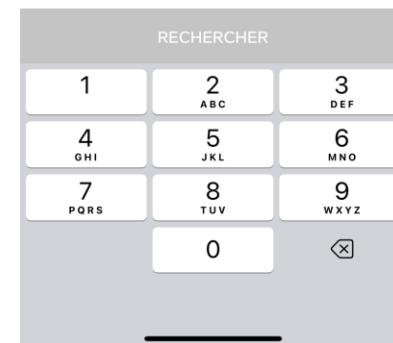 RECHERCHER
1 2 3
ABC DEF
4 5 6
GHI JKL MNO
7 8 9
PQRS TUV WXYZ
0